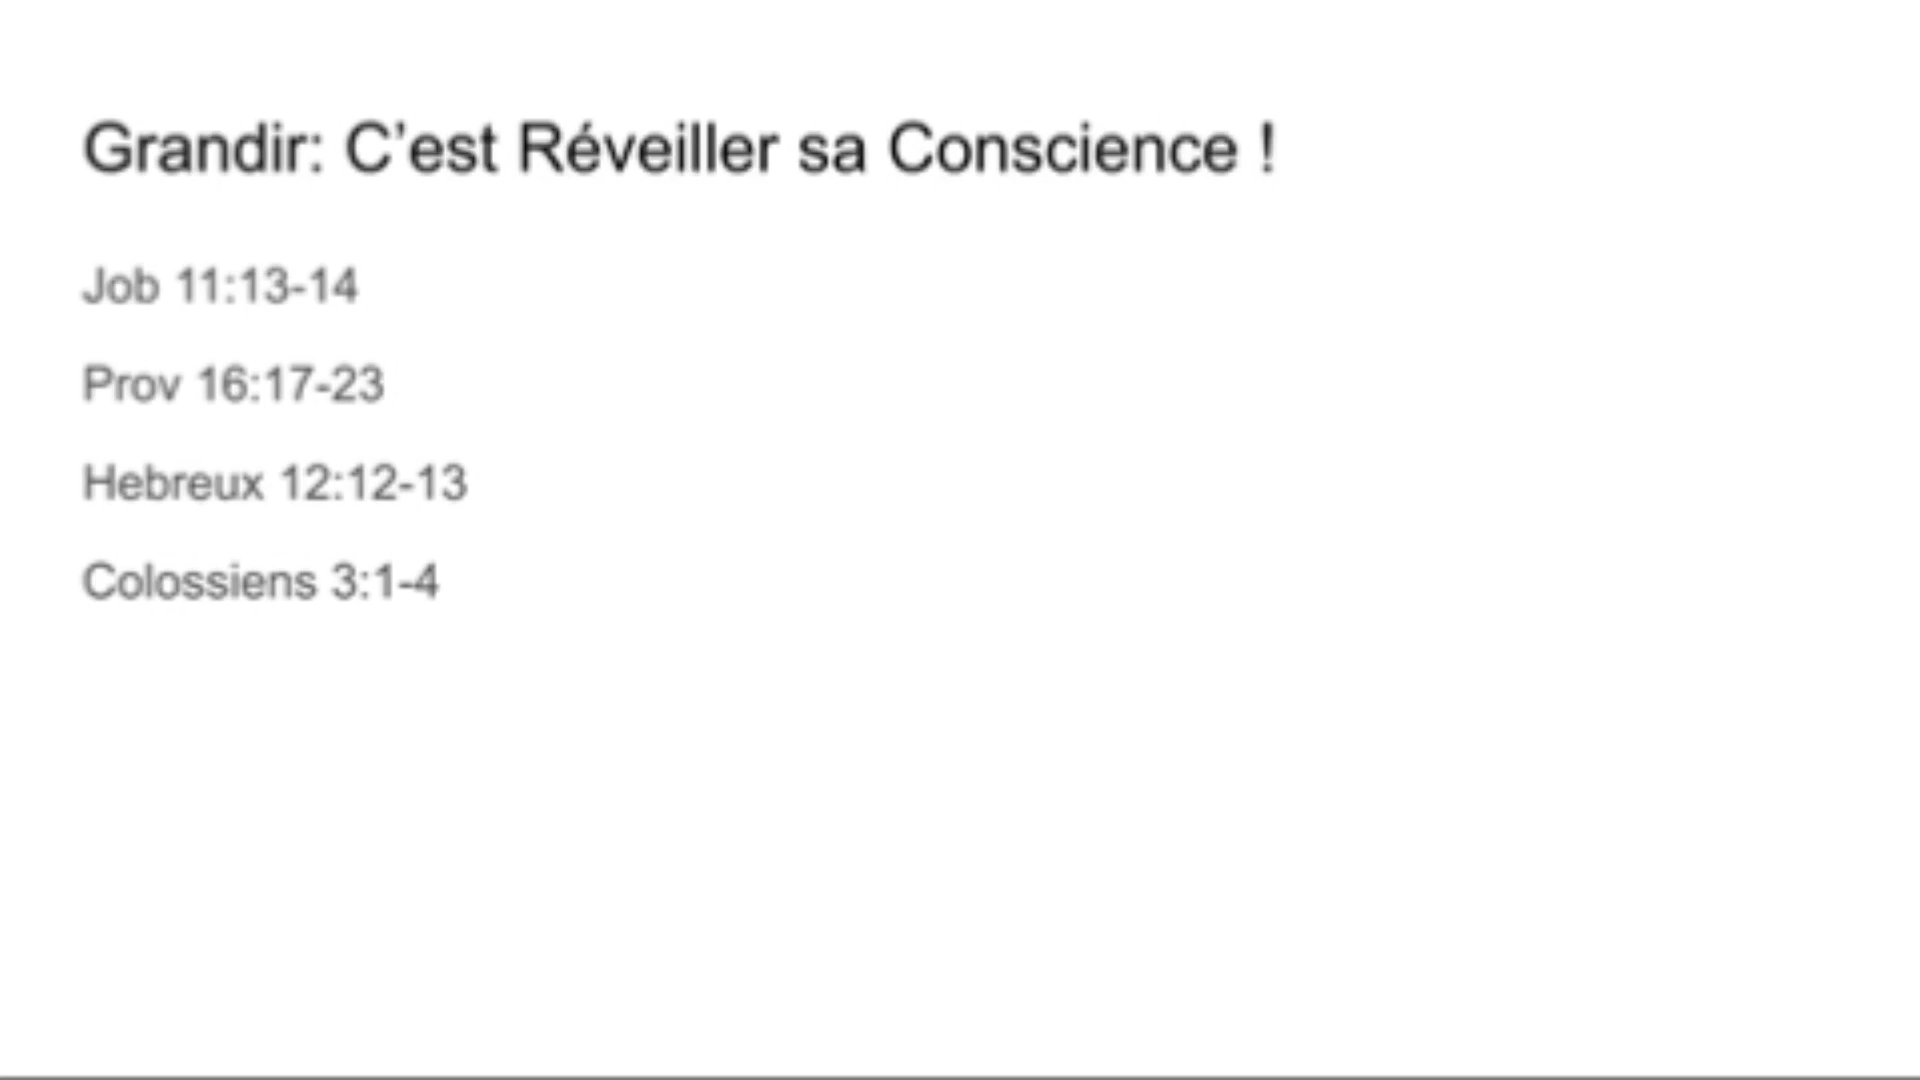 Grandir: C’est Réveiller sa Conscience !
Job 11:13-14
Prov 16:17-23
Hebreux 12:12-13
Colossiens 3:1-4